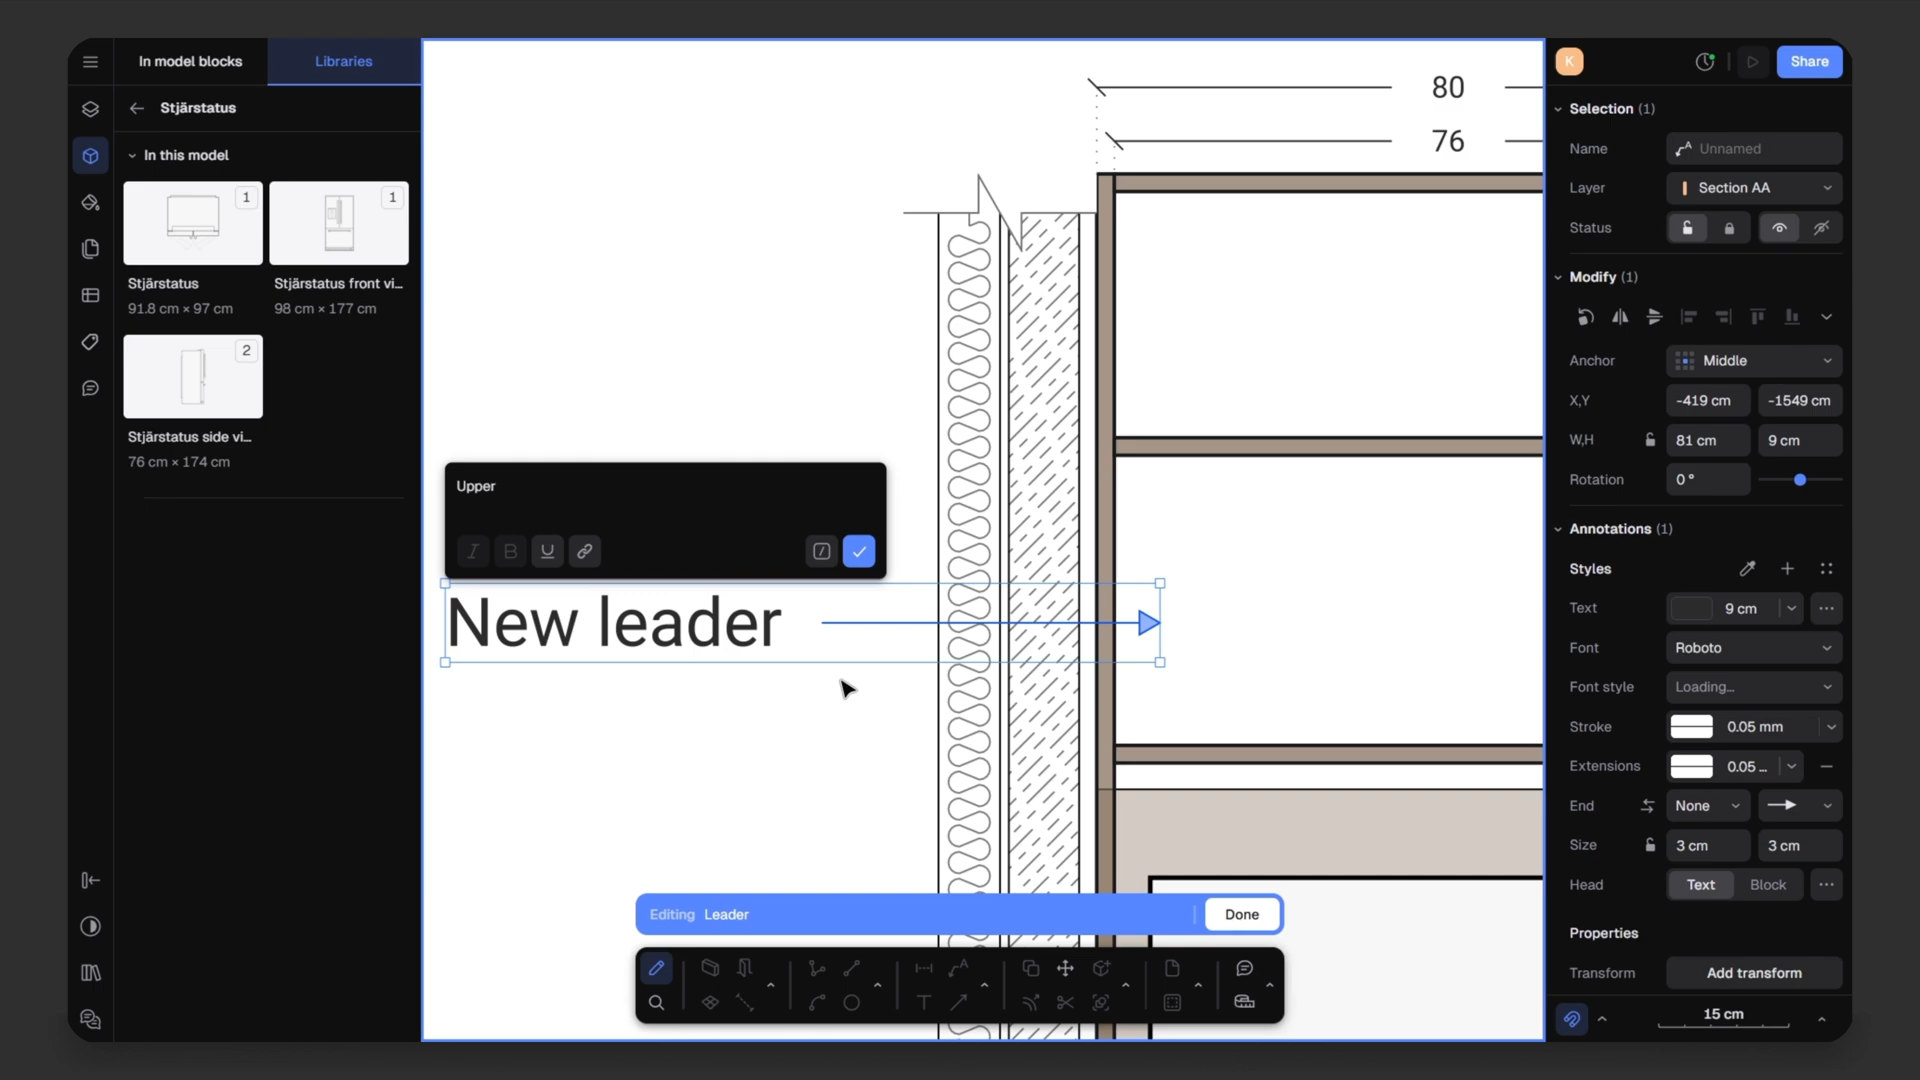 In model blocks
Libraries
Stjärstatus
In this model
1
Stjärstatus
91.8 cm × 97 cm
1
Stjärstatus front vi...
98 cm × 177 cm
2
Stjärstatus side vi...
76 cm × 174 cm
80
76
Upper
I
B
U
New leader
Editing Leader
Done
K
Share
Selection (1)
Name
Unnamed
Layer
Section AA
Status
Modify (1)
Anchor
Middle
X,Y
-419 cm
-1549 cm
W,H
81 cm
9 cm
Rotation
0 °
Annotations (1)
Styles
Text
9 cm
Font
Roboto
Font style
Loading...
Stroke
0.05 mm
Extensions
0.05 ...
End
None
Size
3 cm
3 cm
Head
Text
Block
Properties
Transform
Add transform
15 cm